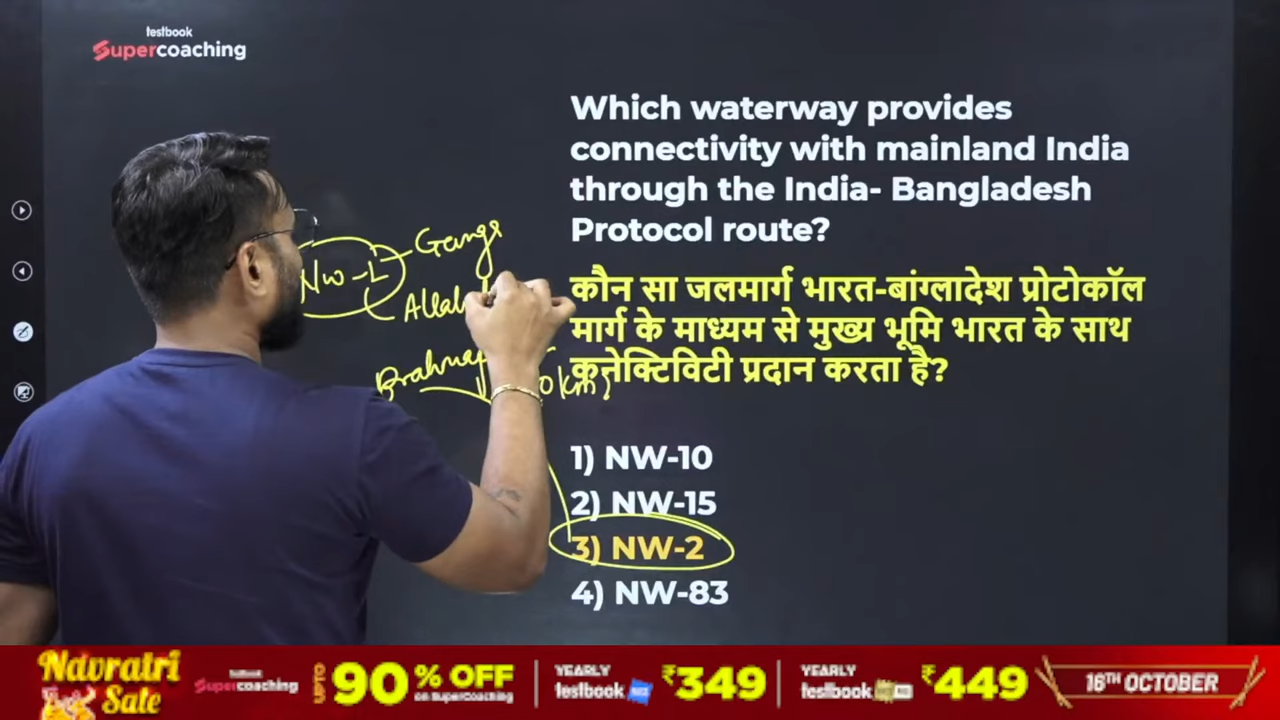 testbook
Supercoaching
Which waterway provides
connectivity with mainland India
through the India- Bangladesh
Protocol route?
कौन सा जलमार्ग भारत-बांग्लादेश प्रोटोकॉल
मार्ग के माध्यम से मुख्य भूमि भारत के साथ
कनेक्टिविटी प्रदान करता है?
1) NW-10
2) NW-15
3) NW-2
4) NW-83
NW-1
Ganga
Navratri
Sale
testbook
Supercoaching
UPTO
90% OFF
on SuperCoaching
YEARLY
testbook
₹349
YEARLY
testbook
₹449
16TH OCTOBER